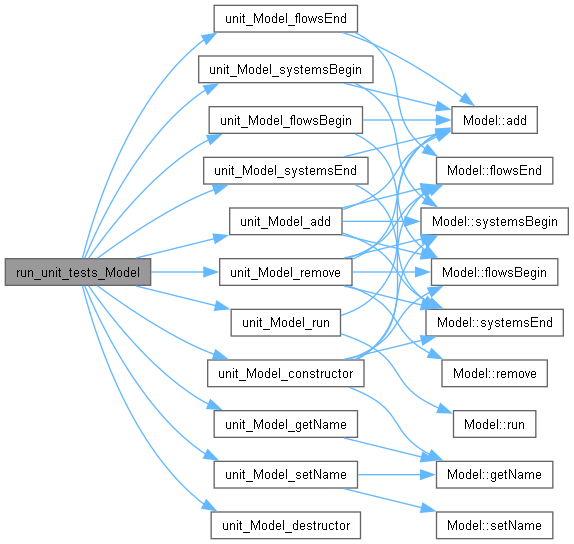 unit_Model_flowsEnd
unit_Model_systemsBegin
unit_Model_flowsBegin
Model::add
unit_Model_systemsEnd
Model::flowsEnd
unit_Model_add
Model::systemsBegin
run_unit_tests_Model
unit_Model_remove
Model::flowsBegin
unit_Model_run
Model::systemsEnd
unit_Model_constructor
Model::remove
unit_Model_getName
Model::run
unit_Model_setName
Model::getName
unit_Model_destructor
Model::setName